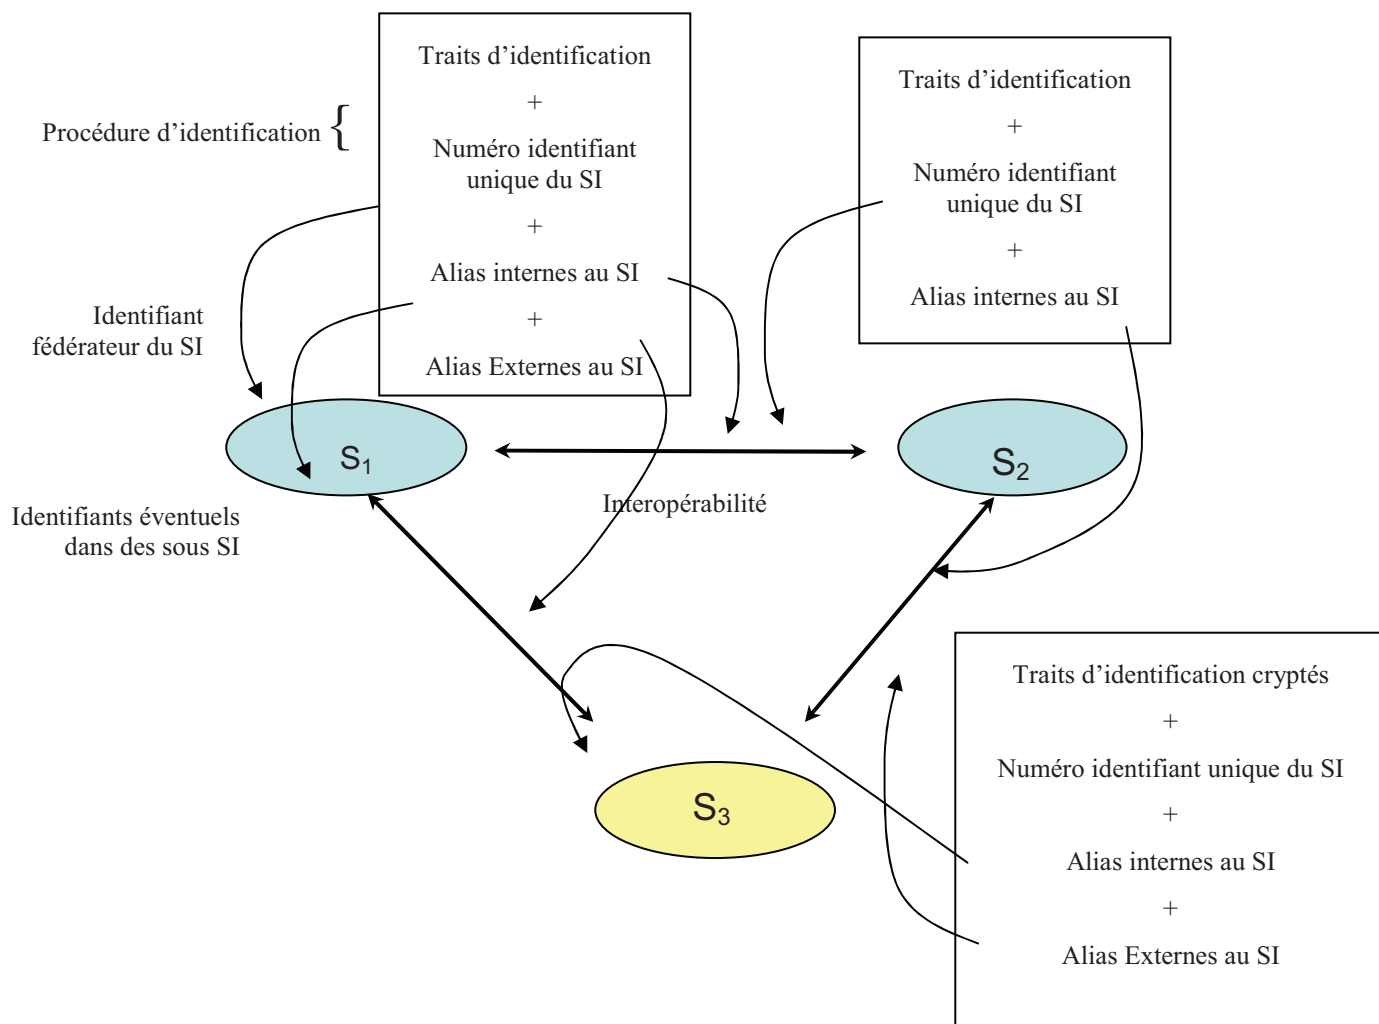 Traits d’identification
+
Numéro identifiant
unique du SI
+
Alias internes au SI
+
Alias Externes au SI
Traits d’identification
+
Numéro identifiant
unique du SI
+
Alias internes au SI
Procédure d’identification {
Identifiant
fédérateur du SI
S₁
S₂
Interopérabilité
Identifiants éventuels
dans des sous SI
S₃
Traits d’identification cryptés
+
Numéro identifiant unique du SI
+
Alias internes au SI
+
Alias Externes au SI